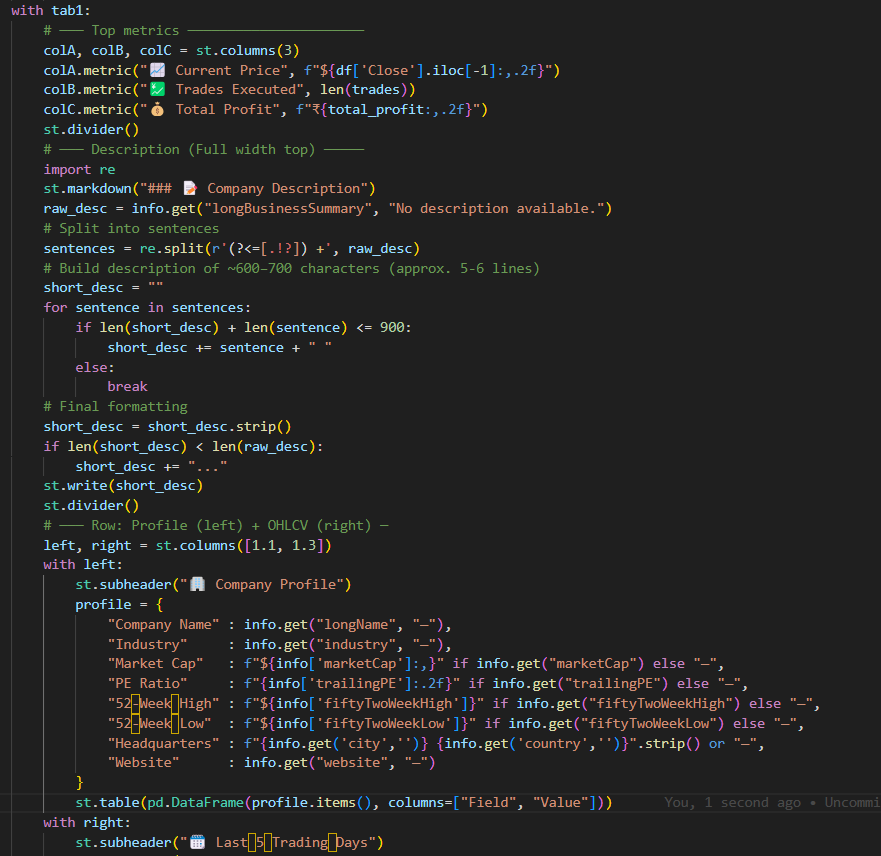 with tab1:
    # ─── Top metrics ──────────────────────
    colA, colB, colC = st.columns(3)
    colA.metric("📈 Current Price", f"${df['Close'].iloc[-1]:,.2f}")
    colB.metric("💹 Trades Executed", len(trades))
    colC.metric("💰 Total Profit", f"₹{total_profit:,.2f}")
    st.divider()
    # ─── Description (Full width top) ─────
    import re
    st.markdown("### 📝 Company Description")
    raw_desc = info.get("longBusinessSummary", "No description available.")
    # Split into sentences
    sentences = re.split(r'(?<=[.!?]) +', raw_desc)
    # Build description of ~600–700 characters (approx. 5-6 lines)
    short_desc = ""
    for sentence in sentences:
        if len(short_desc) + len(sentence) <= 900:
            short_desc += sentence + " "
        else:
            break
    # Final formatting
    short_desc = short_desc.strip()
    if len(short_desc) < len(raw_desc):
        short_desc += "..."
    st.write(short_desc)
    st.divider()
    # ─── Row: Profile (left) + OHLCV (right) ─
    left, right = st.columns([1.1, 1.3])
    with left:
        st.subheader("🏢 Company Profile")
        profile = {
            "Company Name" : info.get("longName", "—"),
            "Industry"     : info.get("industry", "—"),
            "Market Cap"   : f"${info['marketCap']:,}" if info.get("marketCap") else "—",
            "PE Ratio"     : f"{info['trailingPE']:.2f}" if info.get("trailingPE") else "—",
            "52‑Week High" : f"${info['fiftyTwoWeekHigh']}" if info.get("fiftyTwoWeekHigh") else "—",
            "52‑Week Low"  : f"${info['fiftyTwoWeekLow']}" if info.get("fiftyTwoWeekLow") else "—",
            "Headquarters" : f"{info.get('city','')} {info.get('country','')}".strip() or "—",
            "Website"      : info.get("website", "—")
        }
        st.table(pd.DataFrame(profile.items(), columns=["Field", "Value"]))      You, 1 second ago • Uncommi
    with right:
        st.subheader("🗓️ Last 5 Trading Days")